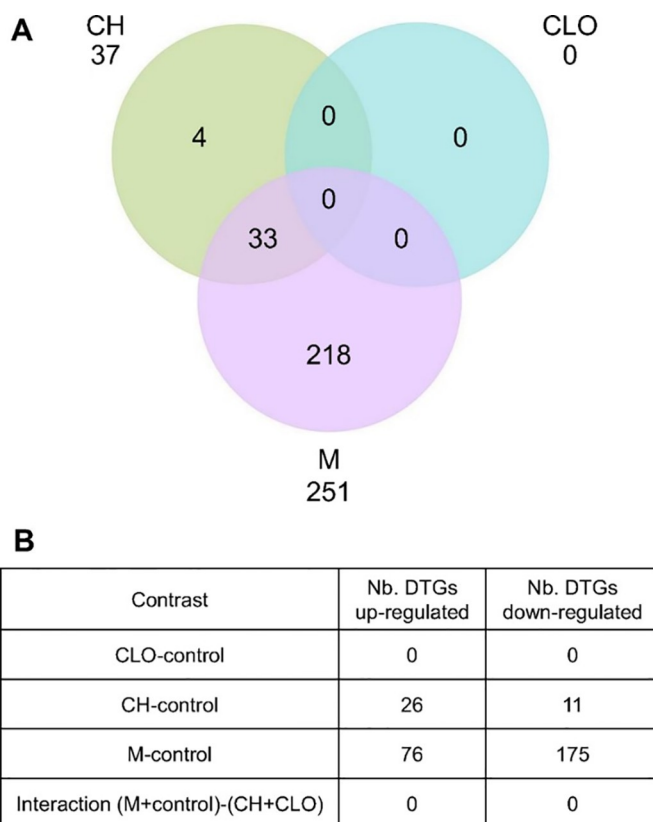 A
CH
37
CLO
0
4
0
0
0
33
0
218
M
251
B
Contrast
Nb. DTGs
up-regulated
Nb. DTGs
down-regulated
CLO-control
0
0
CH-control
26
11
M-control
76
175
Interaction (M+control)-(CH+CLO)
0
0